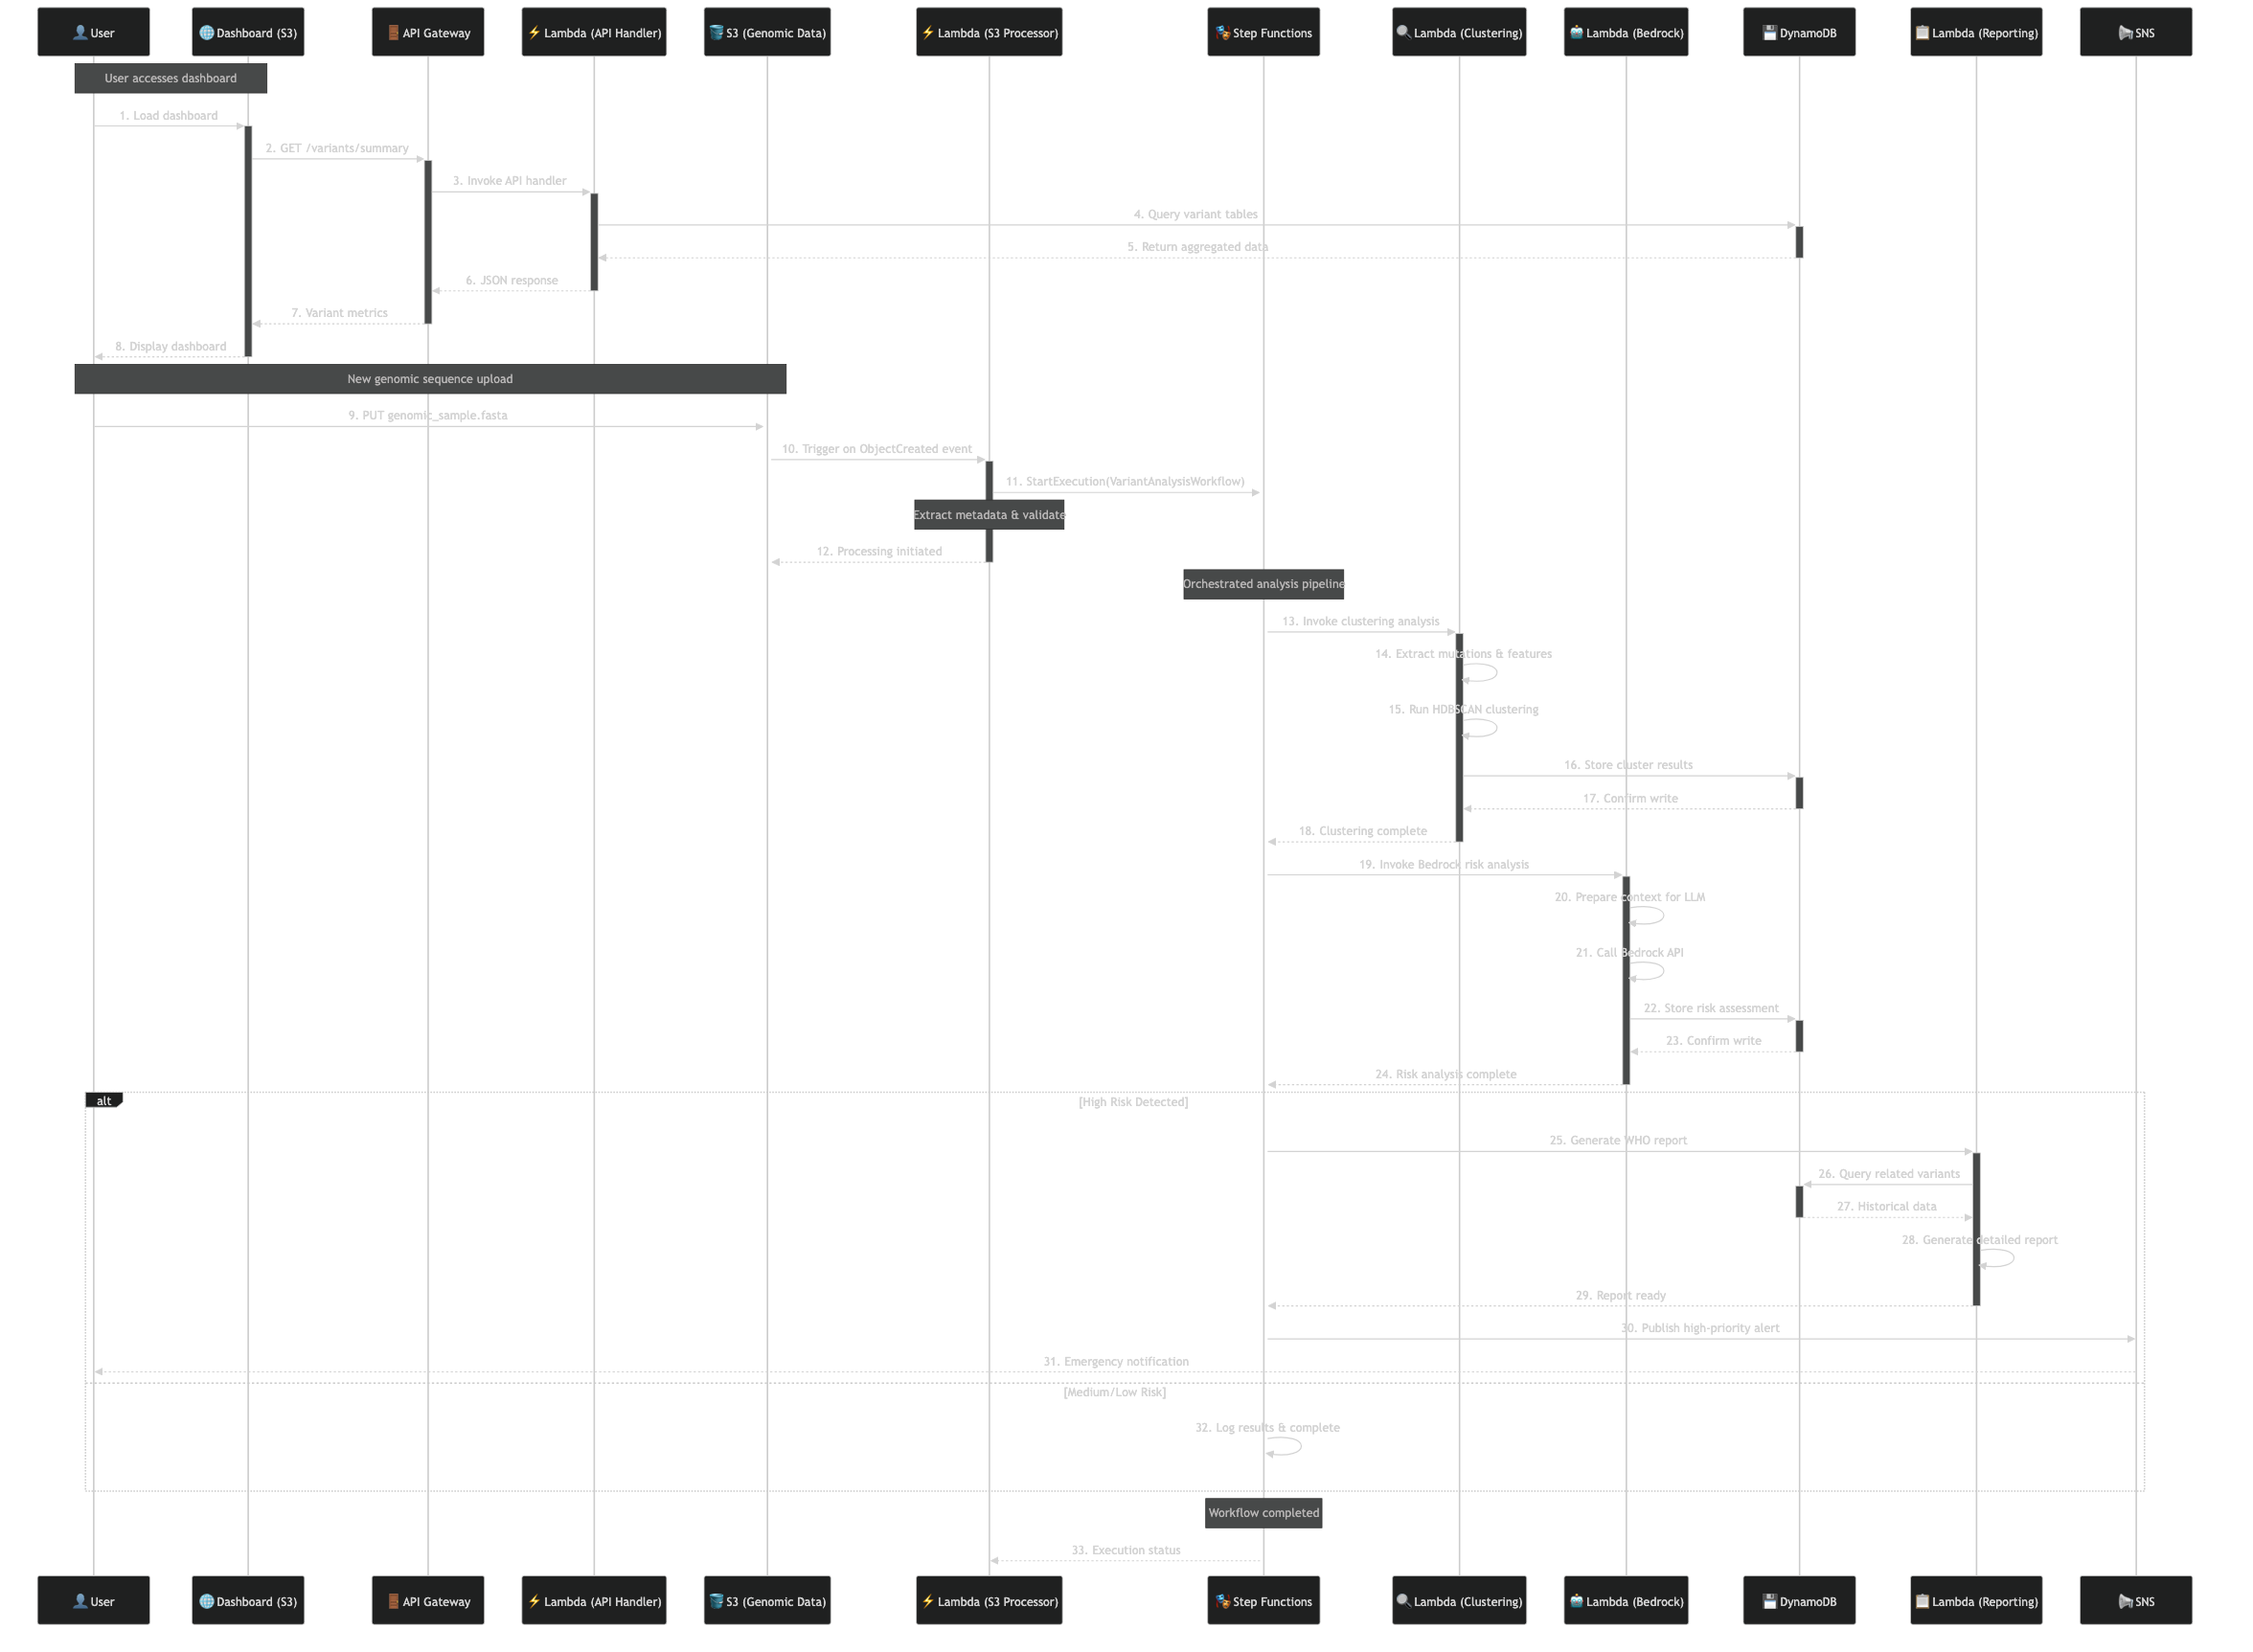 👤 User
🌐 Dashboard (S3)
🚪 API Gateway
⚡ Lambda (API Handler)
🪣 S3 (Genomic Data)
⚡ Lambda (S3 Processor)
🎭 Step Functions
🔍 Lambda (Clustering)
🤖 Lambda (Bedrock)
💾 DynamoDB
📋 Lambda (Reporting)
📢 SNS
User accesses dashboard
1. Load dashboard
2. GET /variants/summary
3. Invoke API handler
4. Query variant tables
5. Return aggregated data
6. JSON response
7. Variant metrics
8. Display dashboard
New genomic sequence upload
9. PUT genomic_sample.fasta
10. Trigger on ObjectCreated event
11. StartExecution(VariantAnalysisWorkflow)
Extract metadata & validate
12. Processing initiated
Orchestrated analysis pipeline
13. Invoke clustering analysis
14. Extract mutations & features
15. Run HDBSCAN clustering
16. Store cluster results
17. Confirm write
18. Clustering complete
19. Invoke Bedrock risk analysis
20. Prepare context for LLM
21. Call Bedrock API
22. Store risk assessment
23. Confirm write
24. Risk analysis complete
alt
[High Risk Detected]
25. Generate WHO report
26. Query related variants
27. Historical data
28. Generate detailed report
29. Report ready
30. Publish high-priority alert
31. Emergency notification
[Medium/Low Risk]
32. Log results & complete
Workflow completed
33. Execution status
👤 User
🌐 Dashboard (S3)
🚪 API Gateway
⚡ Lambda (API Handler)
🪣 S3 (Genomic Data)
⚡ Lambda (S3 Processor)
🎭 Step Functions
🔍 Lambda (Clustering)
🤖 Lambda (Bedrock)
💾 DynamoDB
📋 Lambda (Reporting)
📢 SNS